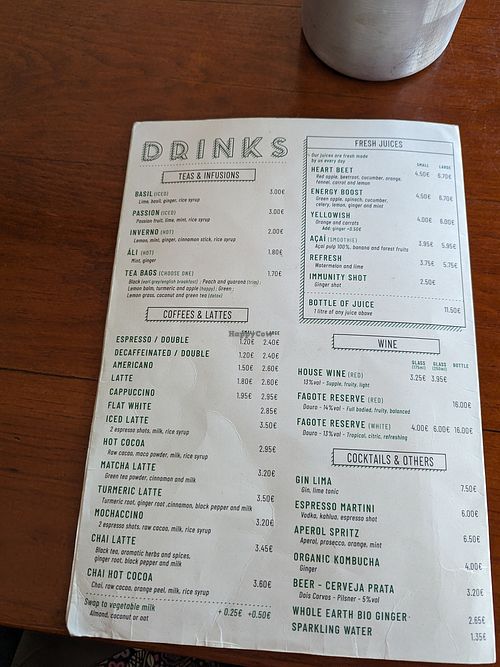 DRINKS
TEAS & INFUSIONS
BASIL (ICED) 3.00€
Lime, basil, ginger, rice syrup
PASSION (ICED) 3.00€
Passion fruit, lime, mint, rice syrup
INVERNO (HOT) 2.00€
Lemon, mint, ginger, cinnamon stick, rice syrup
ÁLI (HOT) 1.80€
Mint, ginger
TEA BAGS (CHOOSE ONE) 1.70€
Black (earl grey/english breakfast) ; Peach and guarana (trip) ;
Lemon balm, turmeric and apple (happy) ; Green ;
Lemon grass, coconut and green tea (detox)
COFFEES & LATTES
SMALL LARGE
ESPRESSO / DOUBLE 1.20€ 2.40€
DECAFFEINATED / DOUBLE 1.20€ 2.40€
AMERICANO 1.50€ 2.60€
LATTE 1.80€ 2.80€
CAPPUCCINO 1.95€ 2.95€
FLAT WHITE 2.85€
ICED LATTE 3.50€
2 espresso shots, milk, rice syrup
HOT COCOA 2.95€
Raw cacao, maca powder, milk, rice syrup
MATCHA LATTE 3.20€
Green tea powder, cinnamon and milk
TURMERIC LATTE 3.50€
Turmeric root, ginger root ,cinnamon, black pepper and milk
MOCHACCINO 3.20€
2 espresso shots, raw cacao, milk, rice syrup
CHAI LATTE 3.45€
Black tea, aromatic herbs and spices,
ginger root, black pepper and milk
CHAI HOT COCOA 3.60€
Chai, raw cacao, orange peel, milk, rice syrup
Swap to vegetable milk + 0.25€ +0.50€
Almond, coconut or oat
FRESH JUICES
Our juices are fresh made
by us every day
SMALL LARGE
HEART BEET 4.50€ 6.70€
Red apple, beetroot, cucumber, orange,
fennel, carrot and lemon
ENERGY BOOST 4.50€ 6.70€
Green apple, spinach, cucumber,
celery, lemon, ginger and mint
YELLOWISH 4.00€ 6.00€
Orange and carrots
Add: ginger +0.50€
AÇAÍ (SMOOTHIE) 3.95€ 5.95€
Açaí pulp 100%, banana and forest fruits
REFRESH 3.75€ 5.75€
Watermelon and lime
IMMUNITY SHOT 2.50€
Ginger shot
BOTTLE OF JUICE 11.50€
1 litre of any juice above
WINE
GLASS (175ml) GLASS (250ml) BOTTLE
HOUSE WINE (RED) 3.25€ 3.95€
13%vol - Supple, fruity, light
FAGOTE RESERVE (RED) 16.00€
Douro - 14%vol - Full bodied, fruity, balanced
FAGOTE RESERVE (WHITE) 4.00€ 6.00€ 16.00€
Douro - 13%vol - Tropical, citric, refreshing
COCKTAILS & OTHERS
GIN LIMA 7.50€
Gin, lime tonic
ESPRESSO MARTINI 6.00€
Vodka, kahlua, espresso shot
APEROL SPRITZ 6.50€
Aperol, prosecco, orange, mint
ORGANIC KOMBUCHA 4.00€
Ginger
BEER - CERVEJA PRATA 3.20€
Dois Corvos - Pilsner - 5%vol
WHOLE EARTH BIO GINGER 2.65€
SPARKLING WATER 1.35€
HappyCow